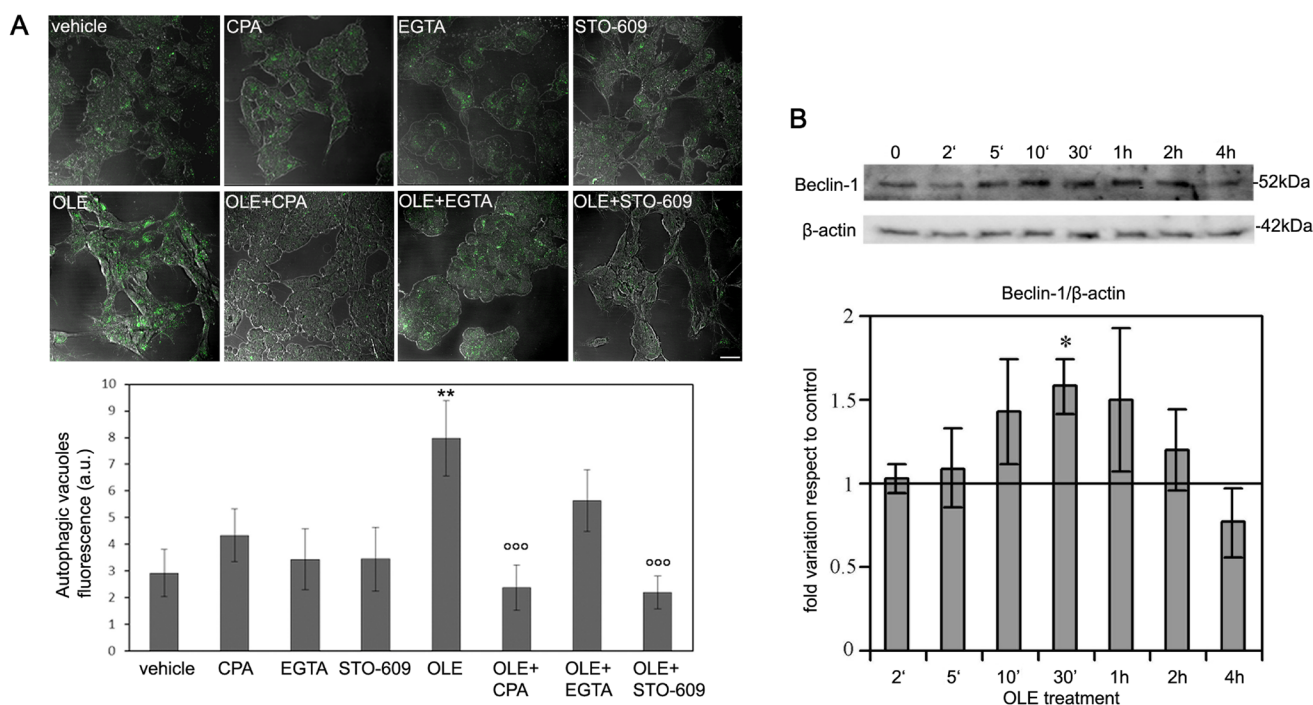 A
vehicle
CPA
EGTA
STO-609
OLE
OLE+CPA
OLE+EGTA
OLE+STO-609
Autophagic vacuoles
fluorescence (a.u.)
10
9
8
7
6
5
4
3
2
1
0
**
°°°
°°°
vehicle
CPA
EGTA
STO-609
OLE
OLE+
CPA
OLE+
EGTA
OLE+
STO-609
B
0 2' 5' 10' 30' 1h 2h 4h
Beclin-1
-52kDa
β-actin
-42kDa
Beclin-1/β-actin
fold variation respect to control
2
1.5
1
0.5
0
*
2' 5' 10' 30' 1h 2h 4h
OLE treatment